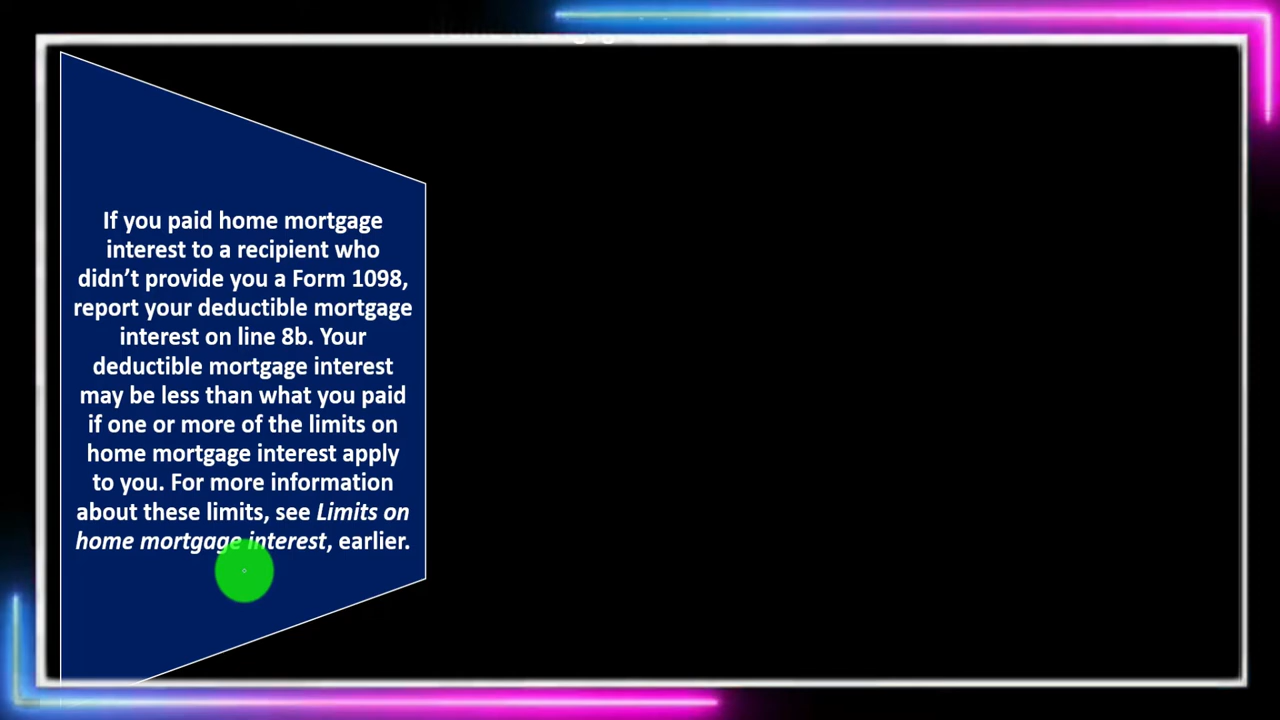 If you paid home mortgage
interest to a recipient who
didn’t provide you a Form 1098,
report your deductible mortgage
interest on line 8b. Your
deductible mortgage interest
may be less than what you paid
if one or more of the limits on
home mortgage interest apply
to you. For more information
about these limits, see Limits on
home mortgage interest, earlier.